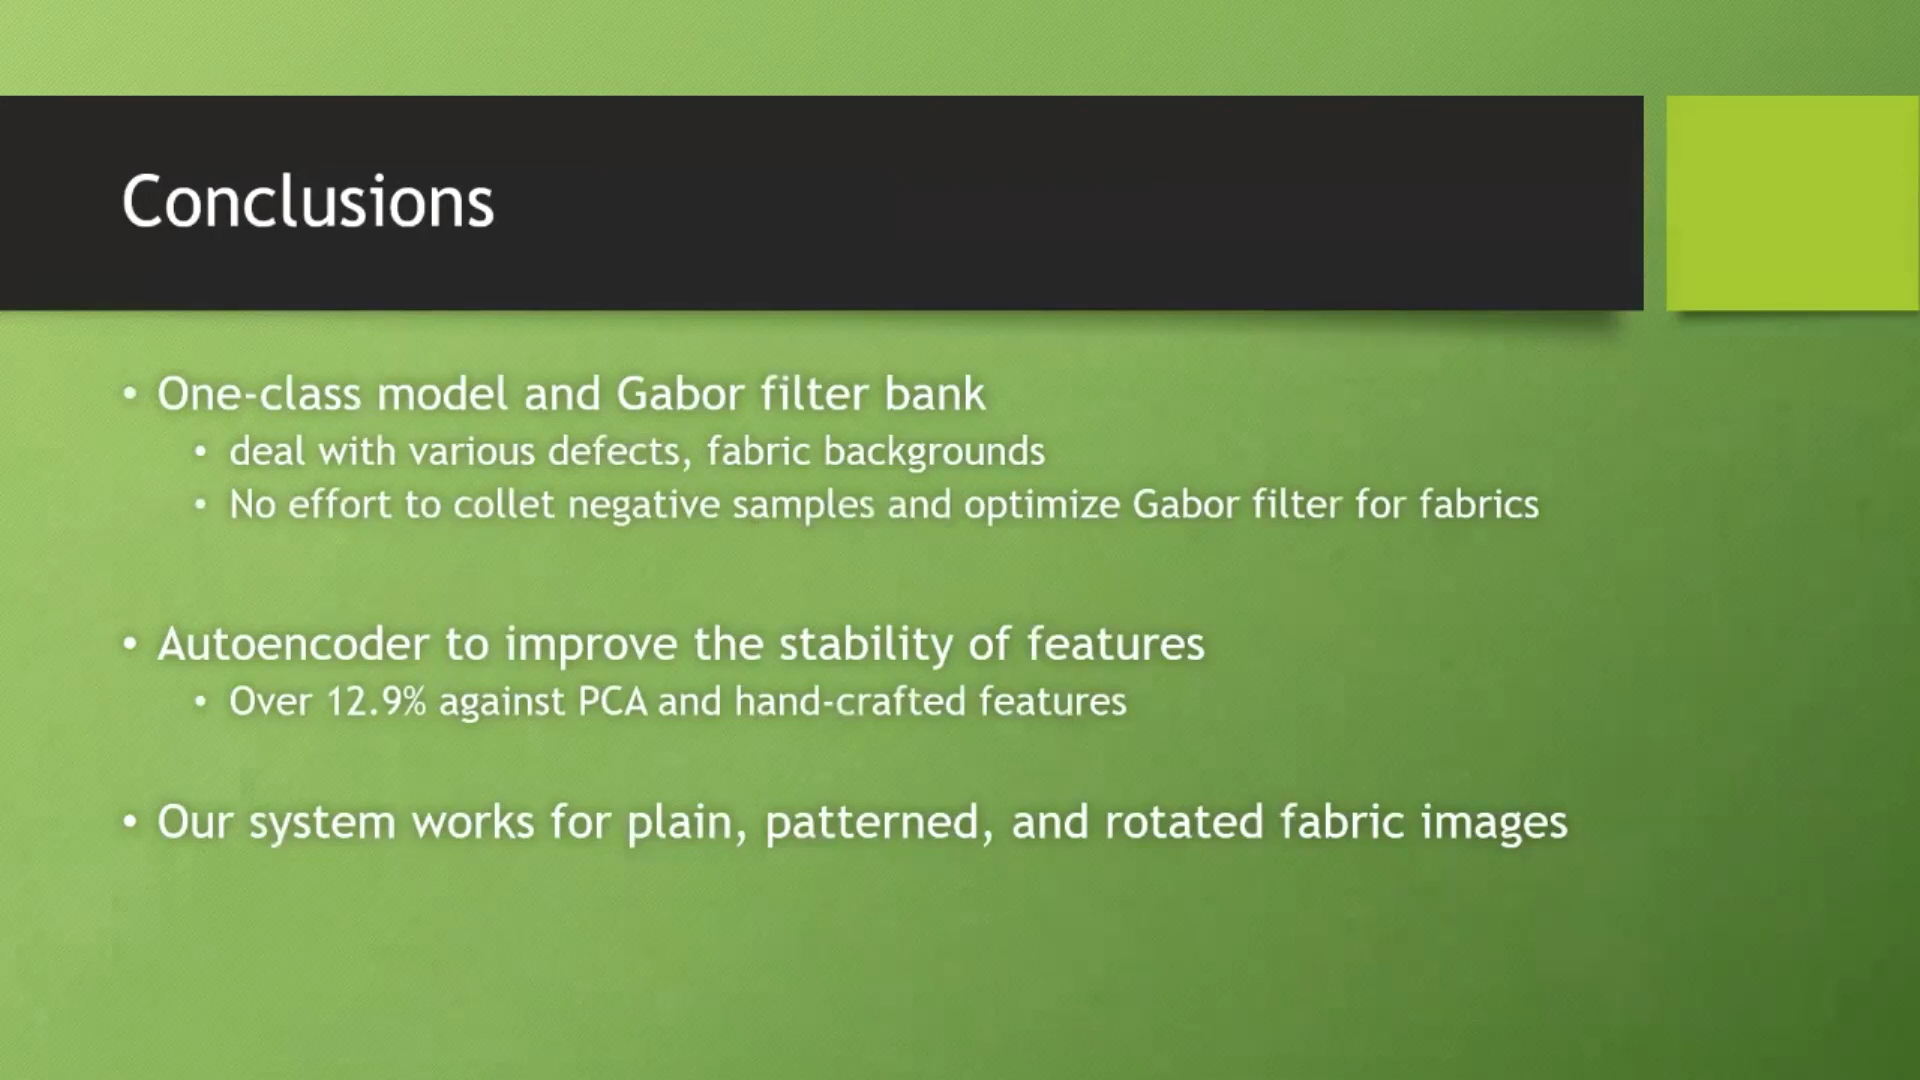 Conclusions
• One-class model and Gabor filter bank
• deal with various defects, fabric backgrounds
• No effort to collet negative samples and optimize Gabor filter for fabrics
• Autoencoder to improve the stability of features
• Over 12.9% against PCA and hand-crafted features
• Our system works for plain, patterned, and rotated fabric images